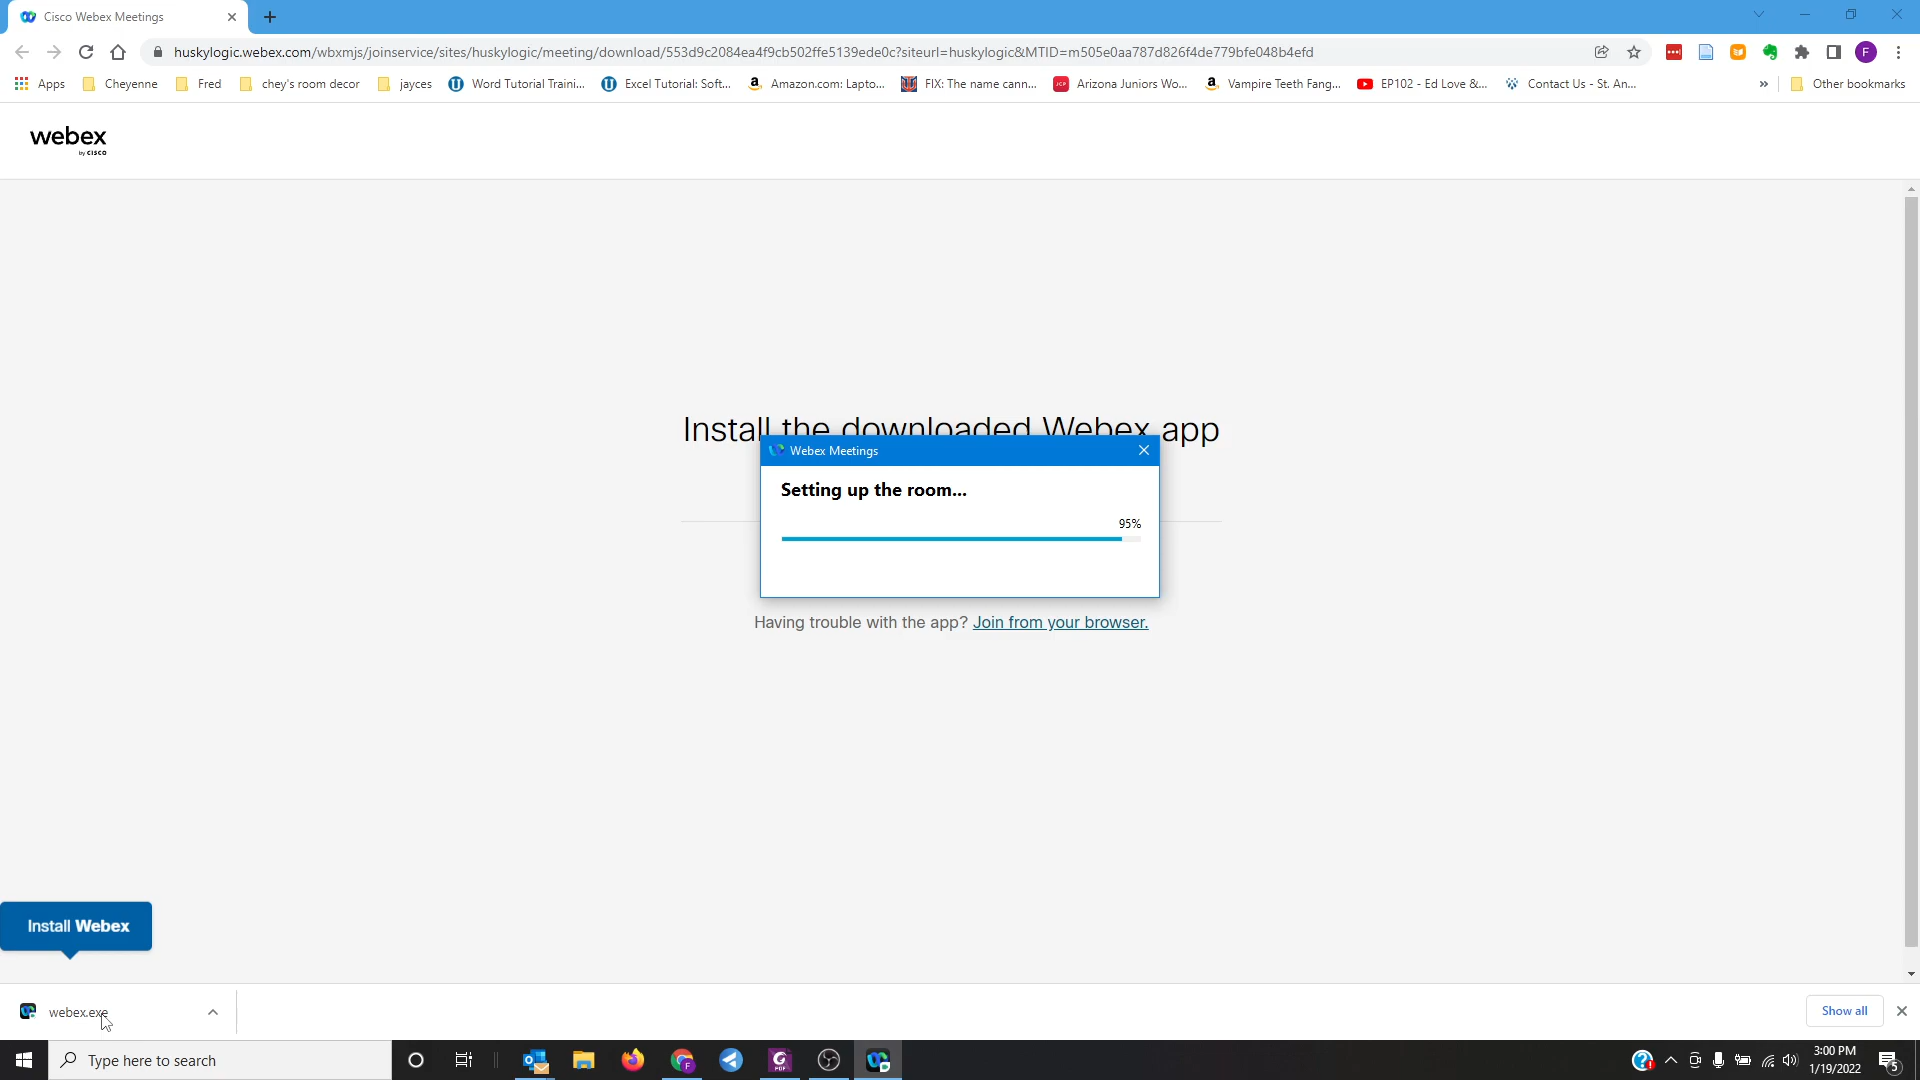 Cisco Webex Meetings
huskylogic.webex.com/wbxmjs/joinservice/sites/huskylogic/meeting/download/553d9c2084ea4f9cb502ffe5139ede0c?siteurl=huskylogic&MTID=m505e0aa787d826f4de779bfe048b4efd
F
Apps Cheyenne Fred chey's room decor jayces Word Tutorial Traini... Excel Tutorial: Soft... Amazon.com: Lapto... FIX: The name cann... Arizona Juniors Wo... Vampire Teeth Fang... EP102 - Ed Love &... Contact Us - St. An... » Other bookmarks
webex
by CISCO
Install the downloaded Webex app
Webex Meetings
Setting up the room...
95%
Having trouble with the app? Join from your browser.
Install Webex
webex.exe
Show all
Type here to search
3:00 PM
1/19/2022
5